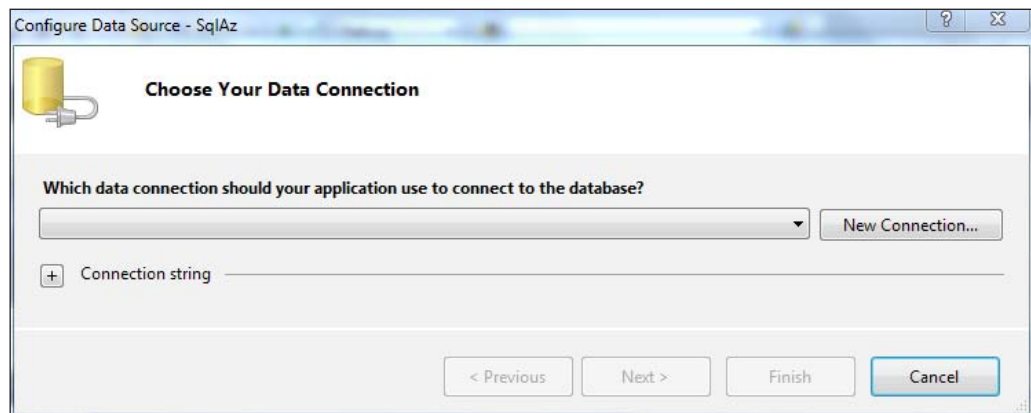 Configure Data Source - SqlAz
?
Choose Your Data Connection
Which data connection should your application use to connect to the database?
New Connection...
+ Connection string
< Previous Next > Finish Cancel